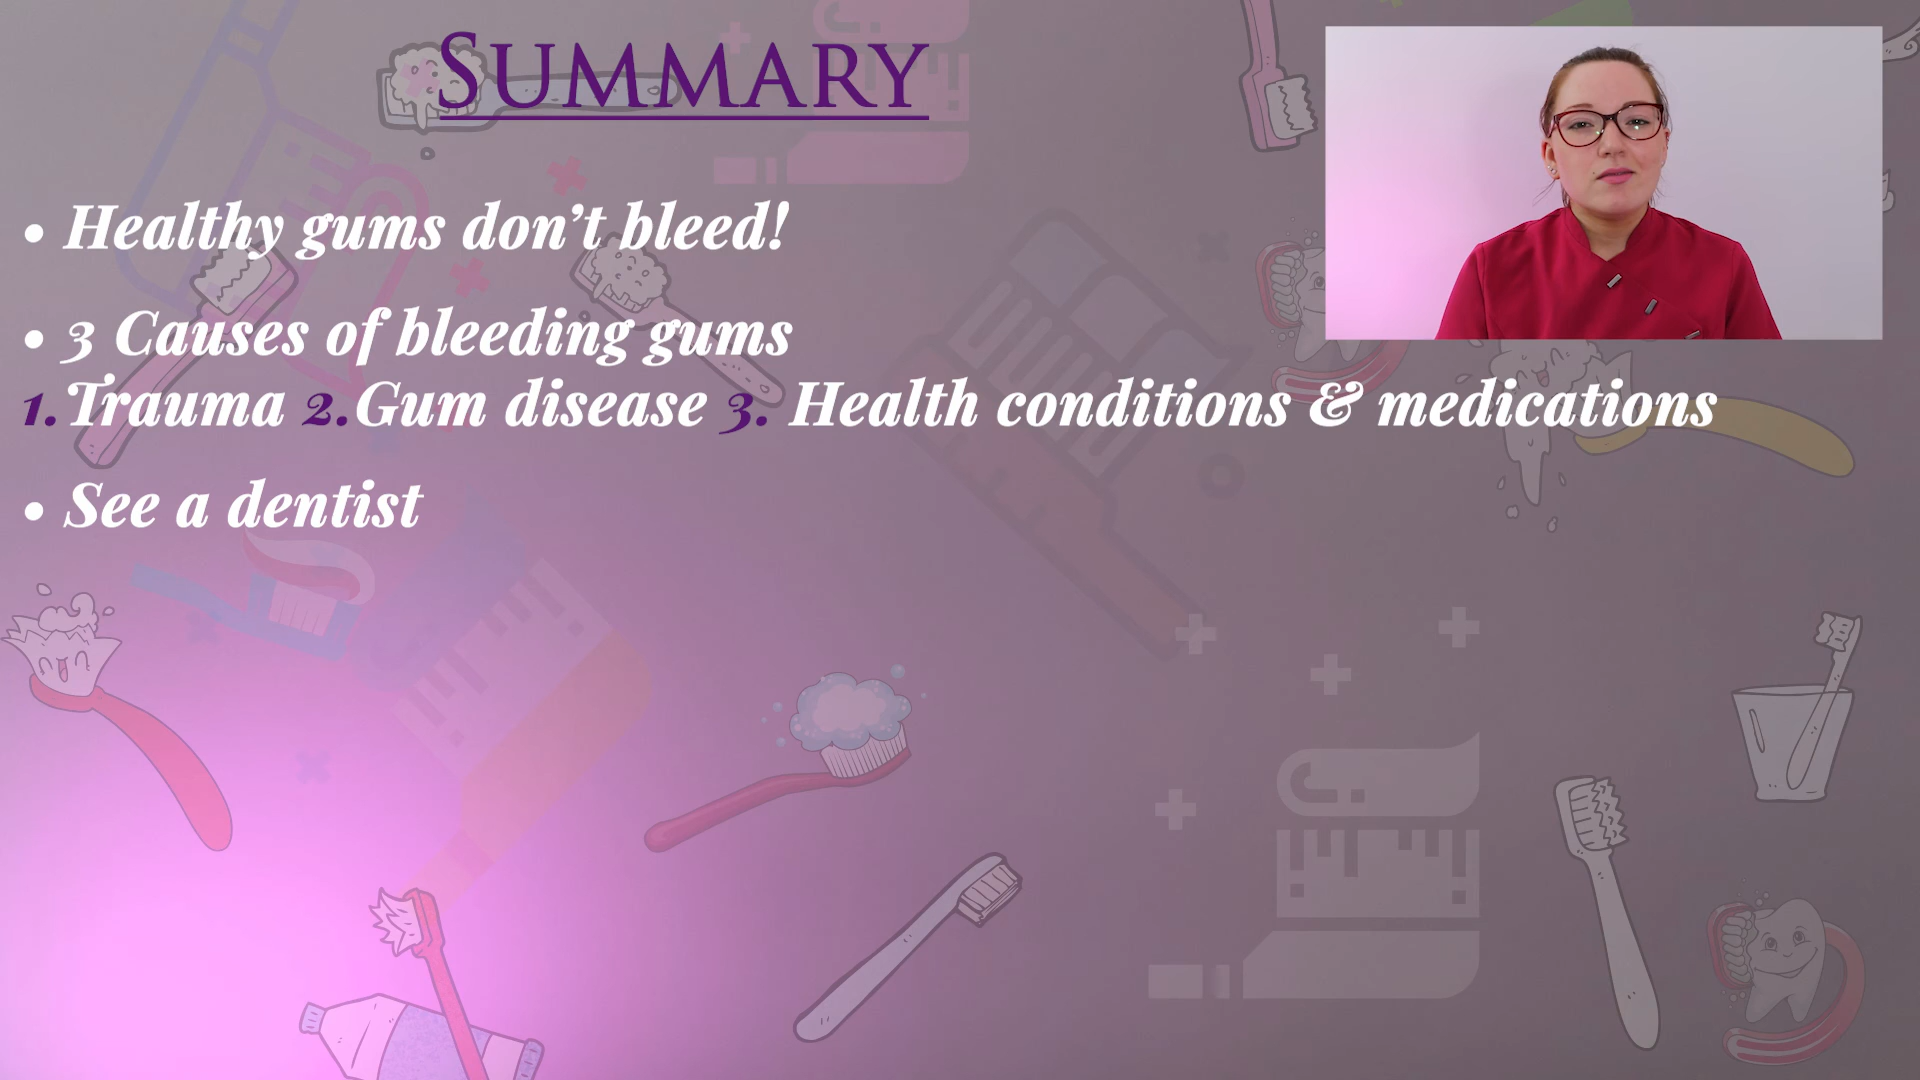 Summary
• Healthy gums don’t bleed!
• 3 Causes of bleeding gums
1. Trauma 2. Gum disease 3. Health conditions & medications
• See a dentist